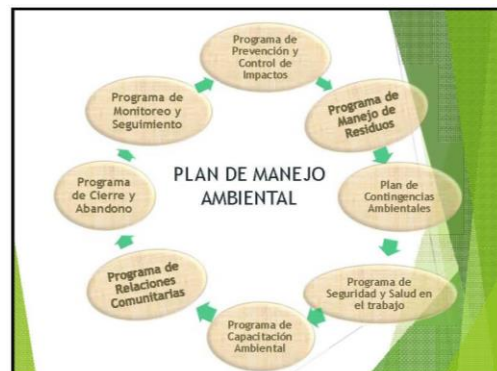 Programa de
Prevención y
Control de
Impactos
Programa de
Manejo de
Residuos
Plan de
Contingencias
Ambientales
Programa de
Seguridad y Salud en
el trabajo
Programa de
Capacitación
Ambiental
Programa de
Relaciones
Comunitarias
Programa
de Cierre y
Abandono
Programa de
Monitoreo y
Seguimiento
PLAN DE MANEJO
AMBIENTAL